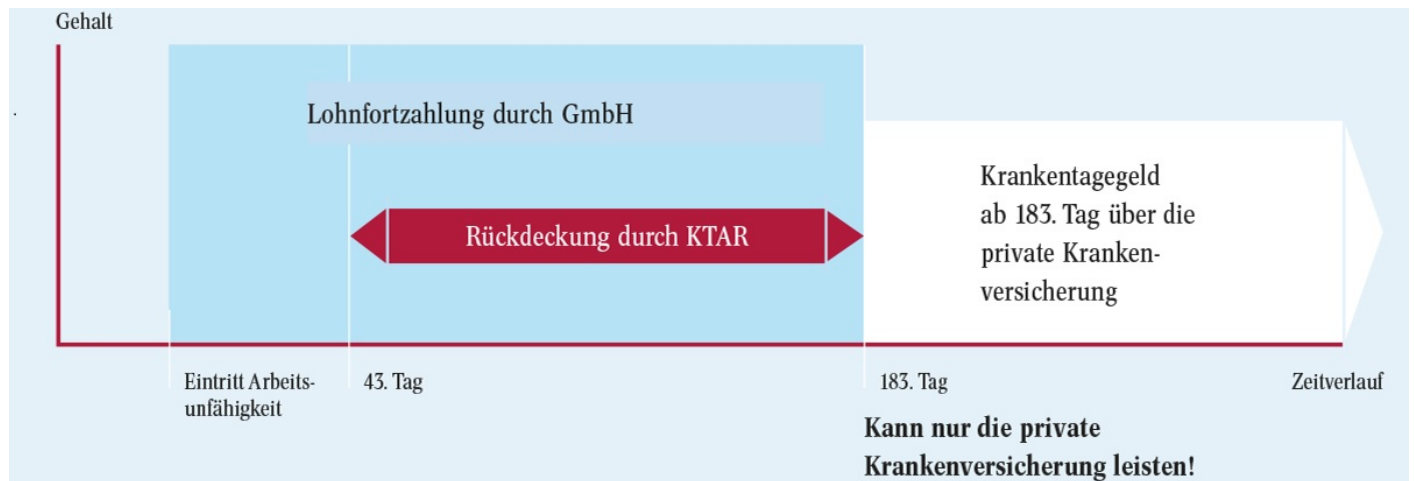 Gehalt
Lohnfortzahlung durch GmbH
Rückdeckung durch KTAR
Krankentagegeld
ab 183. Tag über die
private Kranken-
versicherung
Eintritt Arbeits-
unfähigkeit
43. Tag
183. Tag
Zeitverlauf
Kann nur die private
Krankenversicherung leisten!